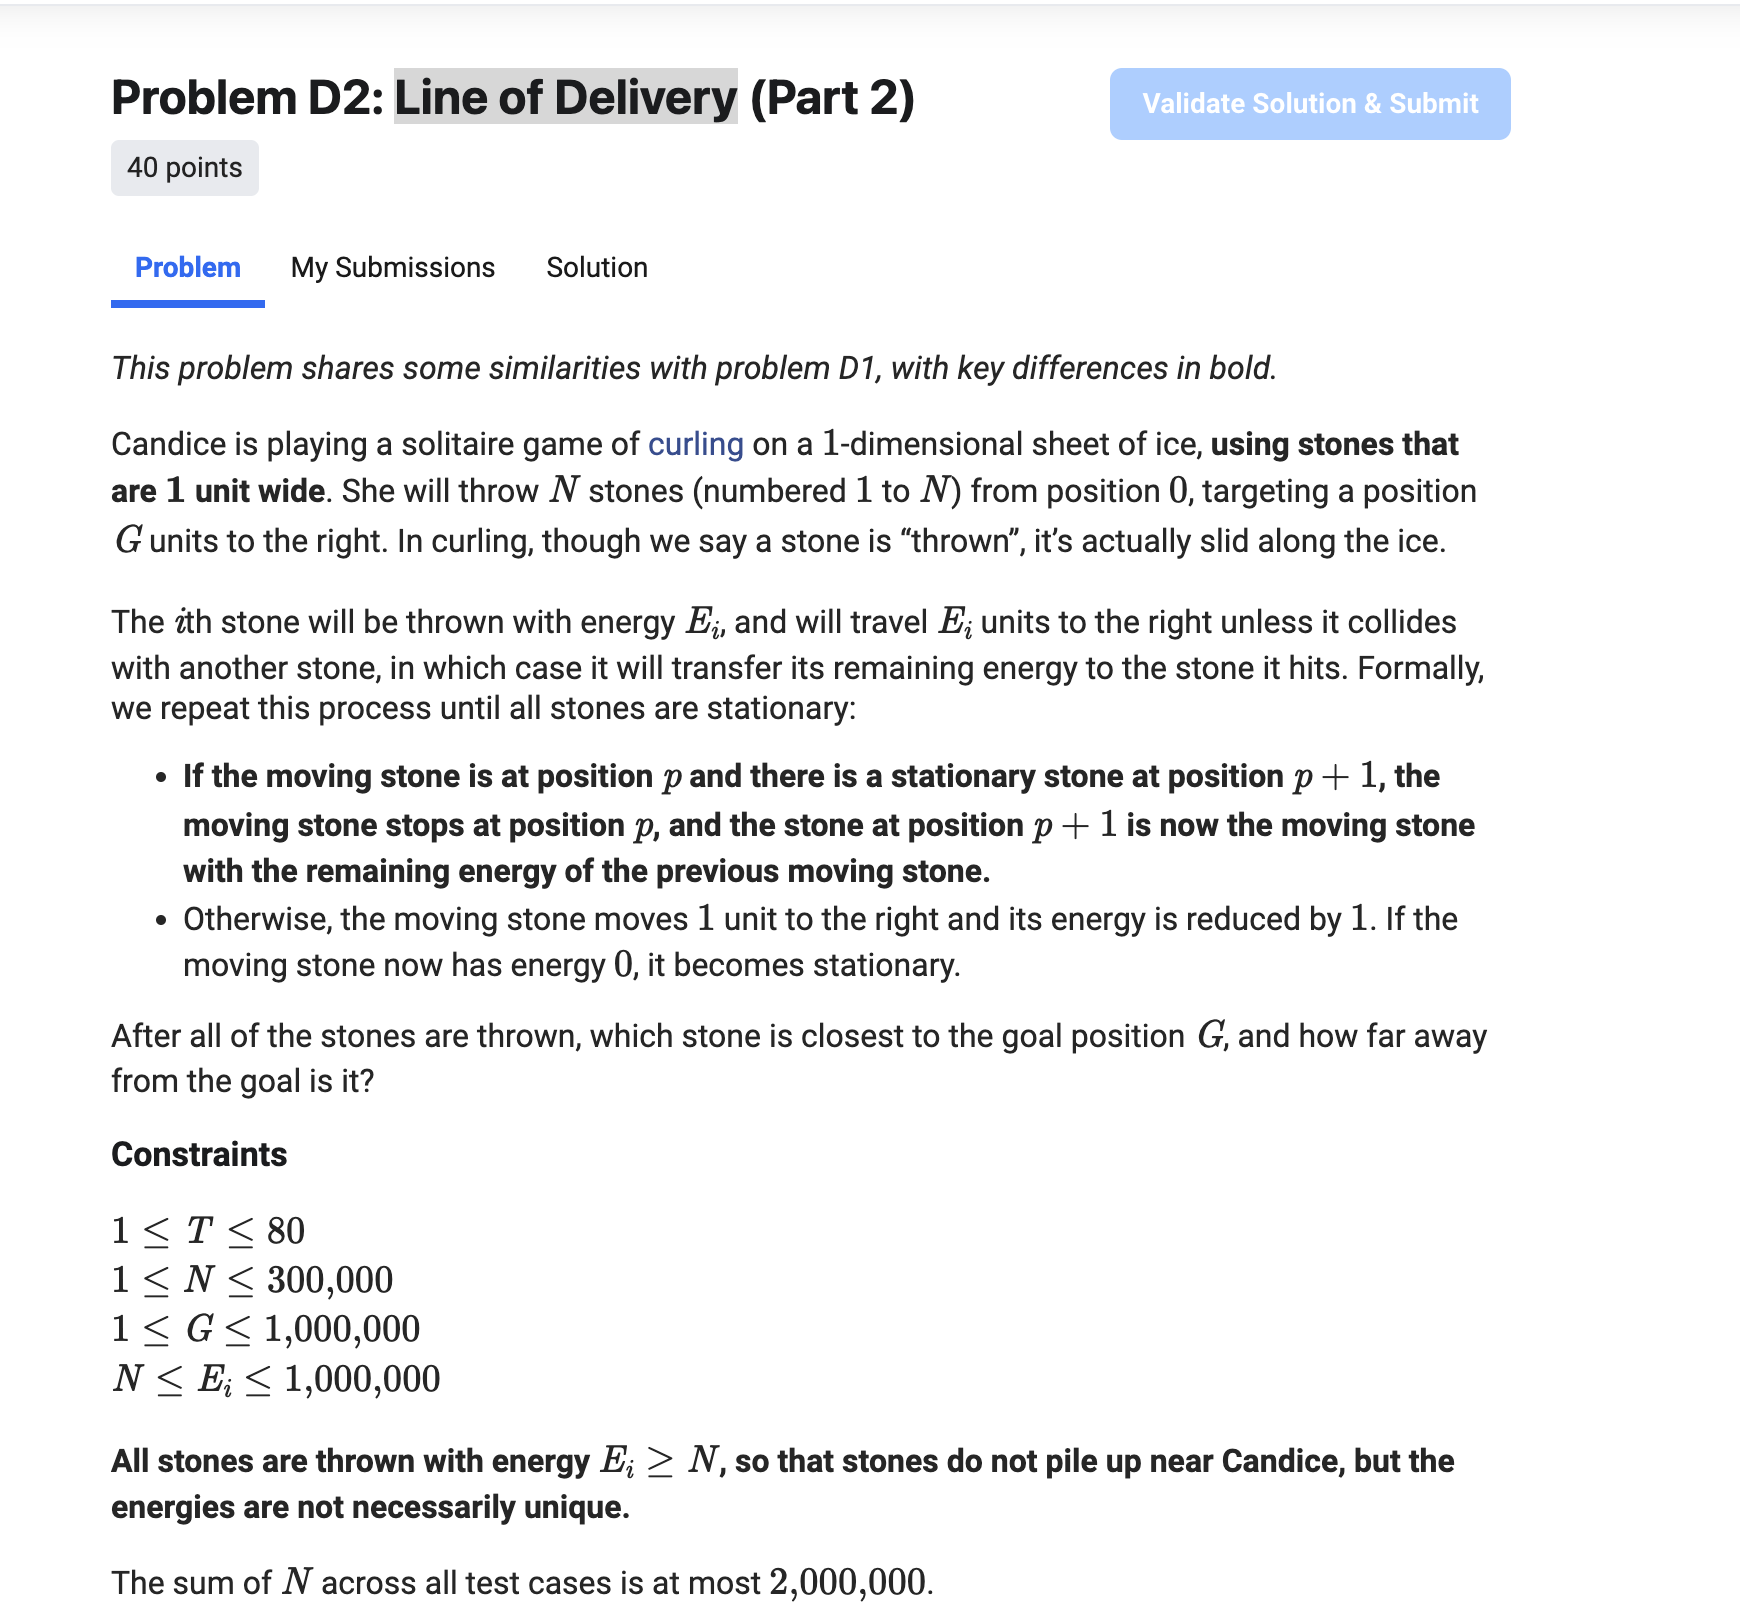 Problem D2: Line of Delivery (Part 2)
Validate Solution & Submit
40 points
Problem My Submissions Solution
This problem shares some similarities with problem D1, with key differences in bold.
Candice is playing a solitaire game of curling on a 1-dimensional sheet of ice, using stones that
are 1 unit wide. She will throw N stones (numbered 1 to N) from position 0, targeting a position
G units to the right. In curling, though we say a stone is “thrown”, it’s actually slid along the ice.
The ith stone will be thrown with energy E_i, and will travel E_i units to the right unless it collides
with another stone, in which case it will transfer its remaining energy to the stone it hits. Formally,
we repeat this process until all stones are stationary:
• If the moving stone is at position p and there is a stationary stone at position p + 1, the
moving stone stops at position p, and the stone at position p + 1 is now the moving stone
with the remaining energy of the previous moving stone.
• Otherwise, the moving stone moves 1 unit to the right and its energy is reduced by 1. If the
moving stone now has energy 0, it becomes stationary.
After all of the stones are thrown, which stone is closest to the goal position G, and how far away
from the goal is it?
Constraints
1 ≤ T ≤ 80
1 ≤ N ≤ 300,000
1 ≤ G ≤ 1,000,000
N ≤ E_i ≤ 1,000,000
All stones are thrown with energy E_i ≥ N, so that stones do not pile up near Candice, but the
energies are not necessarily unique.
The sum of N across all test cases is at most 2,000,000.